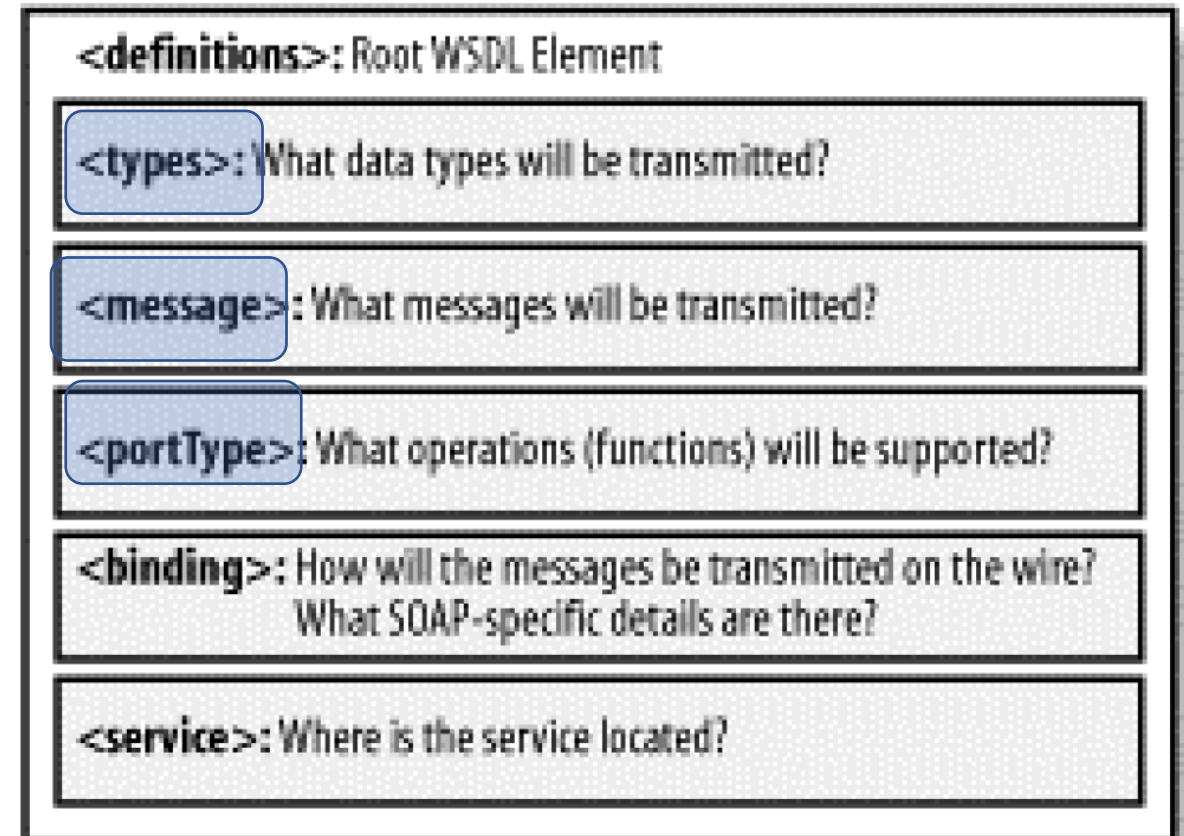 <definitions>: Root WSDL Element
<types>: What data types will be transmitted?
<message>: What messages will be transmitted?
<portType>: What operations (functions) will be supported?
<binding>: How will the messages be transmitted on the wire?
What SOAP-specific details are there?
<service>: Where is the service located?